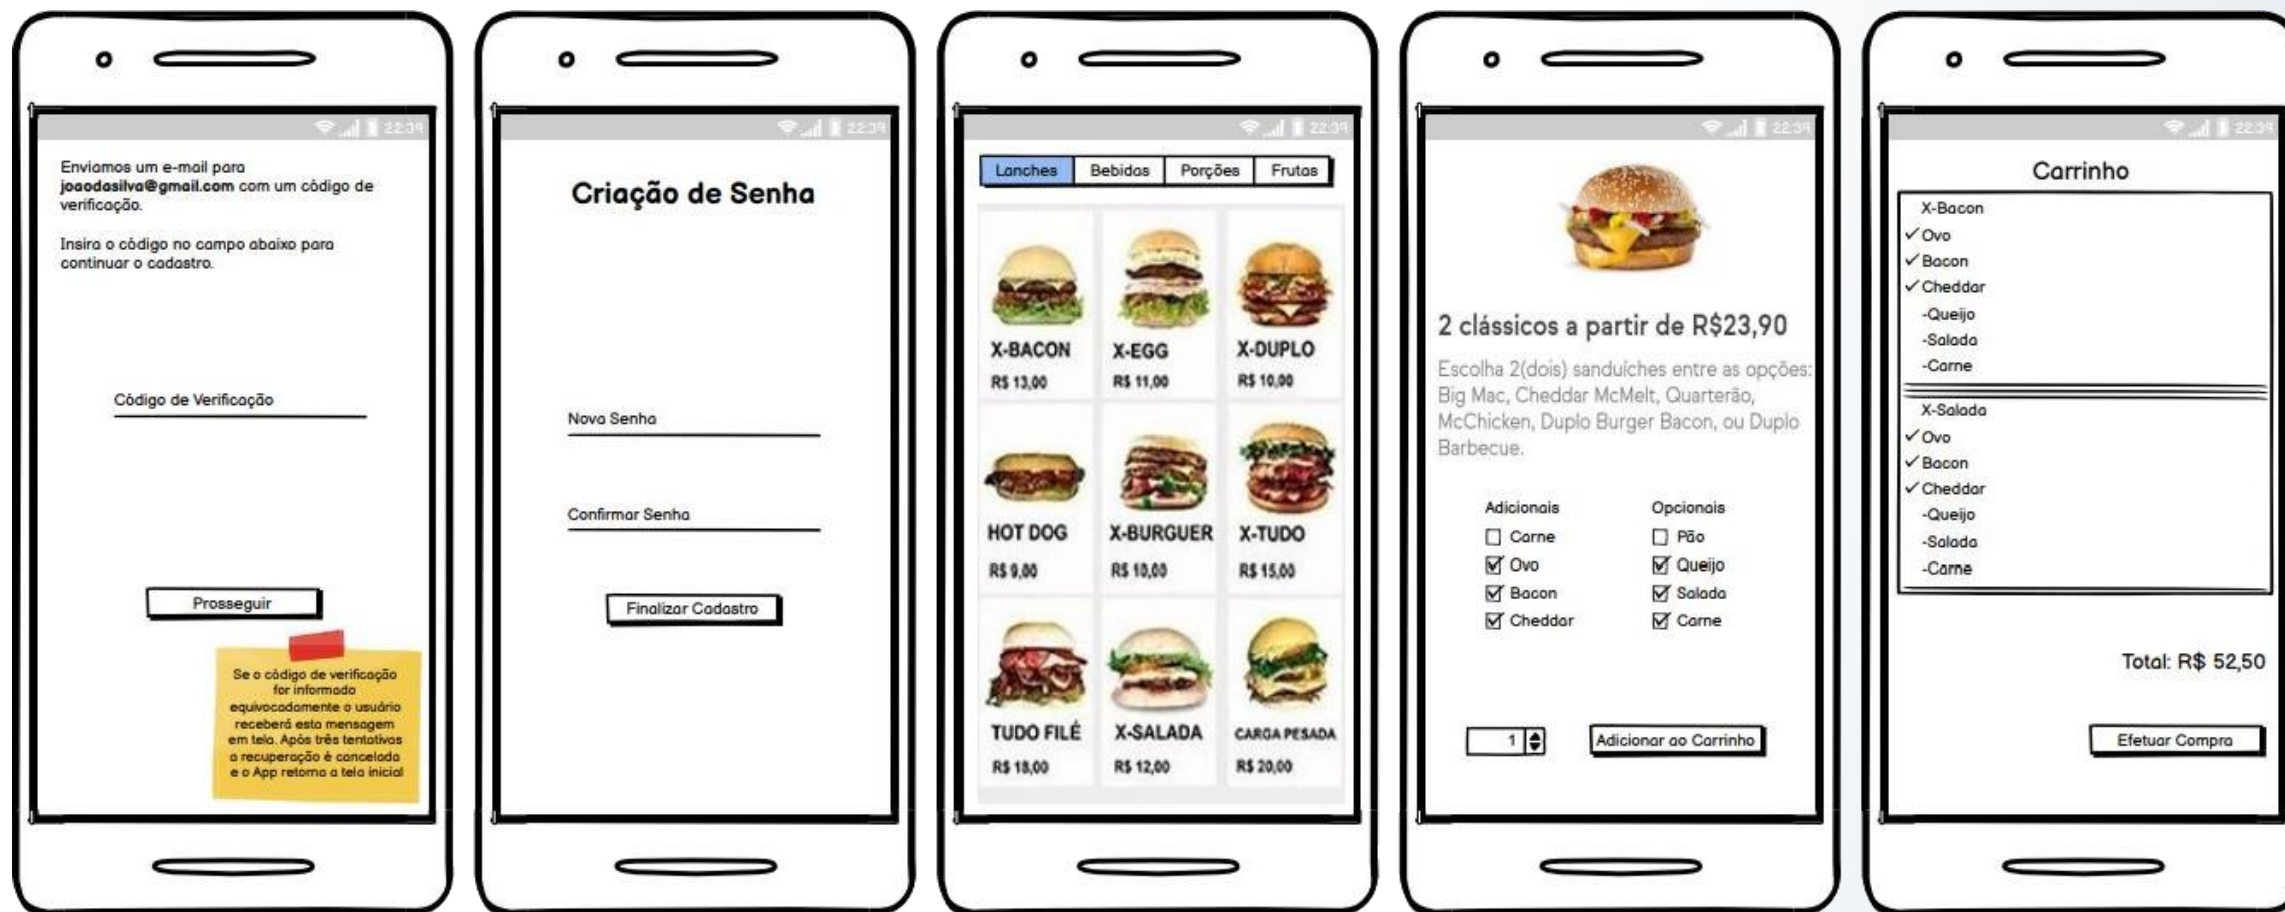 22:39
Enviamos um e-mail para
joaodasilva@gmail.com com um código de
verificação.
Insira o código no campo abaixo para
continuar o cadastro.
Código de Verificação
Prosseguir
Se o código de verificação
for informado
equivocadamente o usuário
receberá esta mensagem
em tela. Após três tentativas
a recuperação é cancelada
e o App retorna a tela inicial
22:39
Criação de Senha
Nova Senha
Confirmar Senha
Finalizar Cadastro
22:39
Lanches Bebidas Porções Frutas
X-BACON X-EGG X-DUPLO
R$ 13,00 R$ 11,00 R$ 10,00
HOT DOG X-BURGUER X-TUDO
R$ 9,00 R$ 10,00 R$ 15,00
TUDO FILÉ X-SALADA CARGA PESADA
R$ 18,00 R$ 12,00 R$ 20,00
22:39
2 clássicos a partir de R$23,90
Escolha 2(dois) sanduíches entre as opções:
Big Mac, Cheddar McMelt, Quarterão,
McChicken, Duplo Burger Bacon, ou Duplo
Barbecue.
Adicionais Opcionais
Carne Pão
Ovo Queijo
Bacon Salada
Cheddar Carne
1 Adicionar ao Carrinho
22:39
Carrinho
X-Bacon
✓Ovo
✓Bacon
✓Cheddar
-Queijo
-Salada
-Carne
X-Salada
✓Ovo
✓Bacon
✓Cheddar
-Queijo
-Salada
-Carne
Total: R$ 52,50
Efetuar Compra